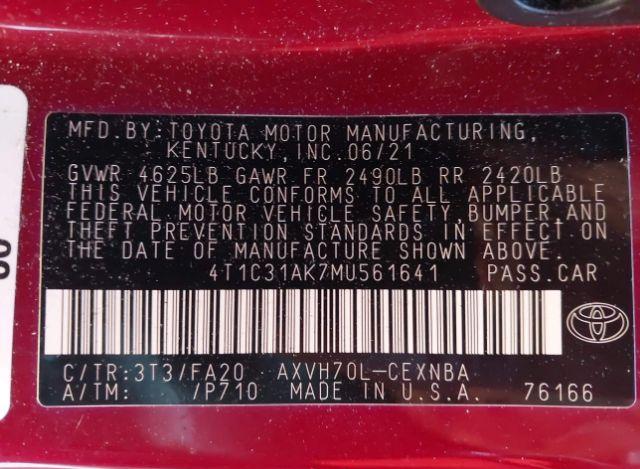 MFD. BY: TOYOTA MOTOR MANUFACTURING,
KENTUCKY, INC. 06/21
GVWR 4625LB GAWR FR 2490LB RR 2420LB
THIS VEHICLE CONFORMS TO ALL APPLICABLE
FEDERAL MOTOR VEHICLE SAFETY, BUMPER, AND
THEFT PREVENTION STANDARDS IN EFFECT ON
THE DATE OF MANUFACTURE SHOWN ABOVE.
4T1C31AK7MU561641 PASS. CAR
C/TR: 3T3/FA20 AXVH70L-CEXNBA
A/TM: /P710 MADE IN U.S.A. 76166